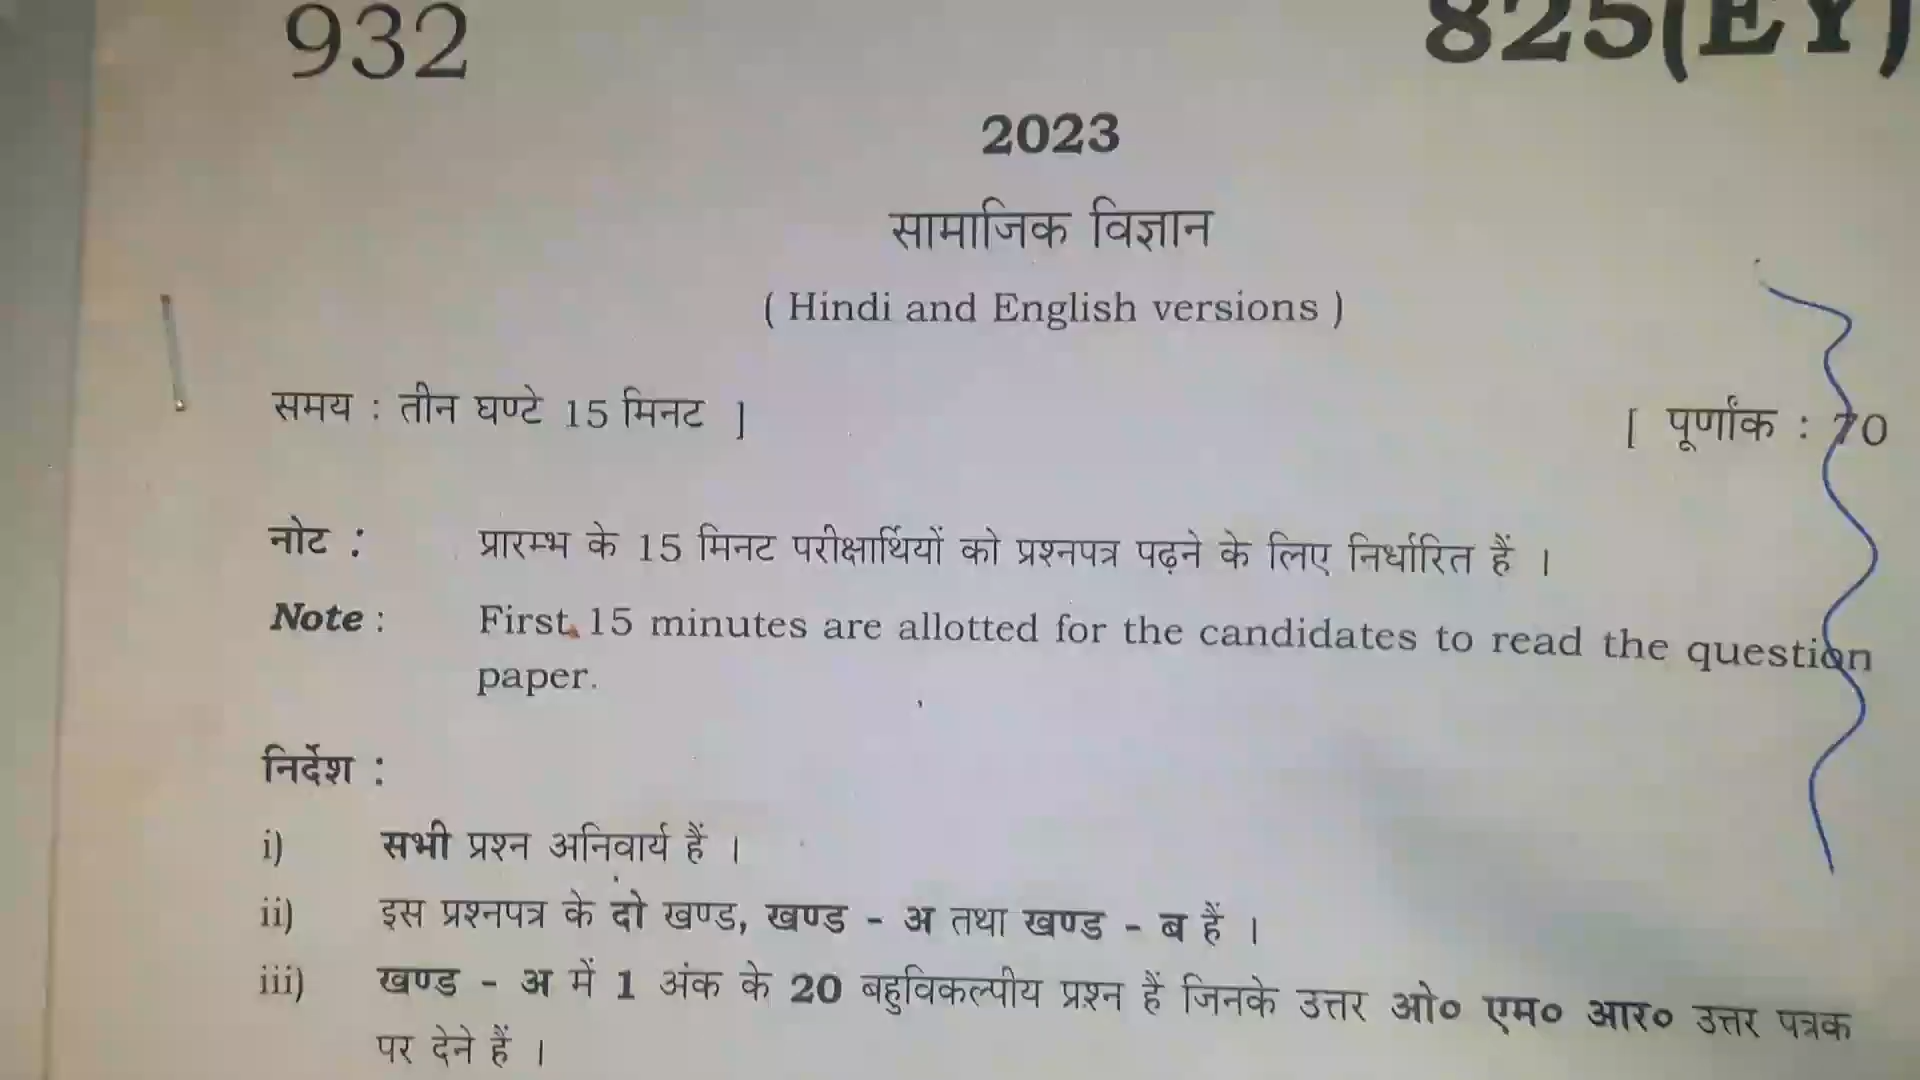 932
825(EY)
2023
सामाजिक विज्ञान
( Hindi and English versions )
समय : तीन घण्टे 15 मिनट ] [ पूर्णांक : 70
नोट : प्रारम्भ के 15 मिनट परीक्षार्थियों को प्रश्नपत्र पढ़ने के लिए निर्धारित हैं ।
Note : First 15 minutes are allotted for the candidates to read the question
paper.
निर्देश :
i) सभी प्रश्न अनिवार्य हैं ।
ii) इस प्रश्नपत्र के दो खण्ड, खण्ड - अ तथा खण्ड - ब हैं ।
iii) खण्ड - अ में 1 अंक के 20 बहुविकल्पीय प्रश्न हैं जिनके उत्तर ओ० एम० आर० उत्तर पत्रक
पर देने हैं ।